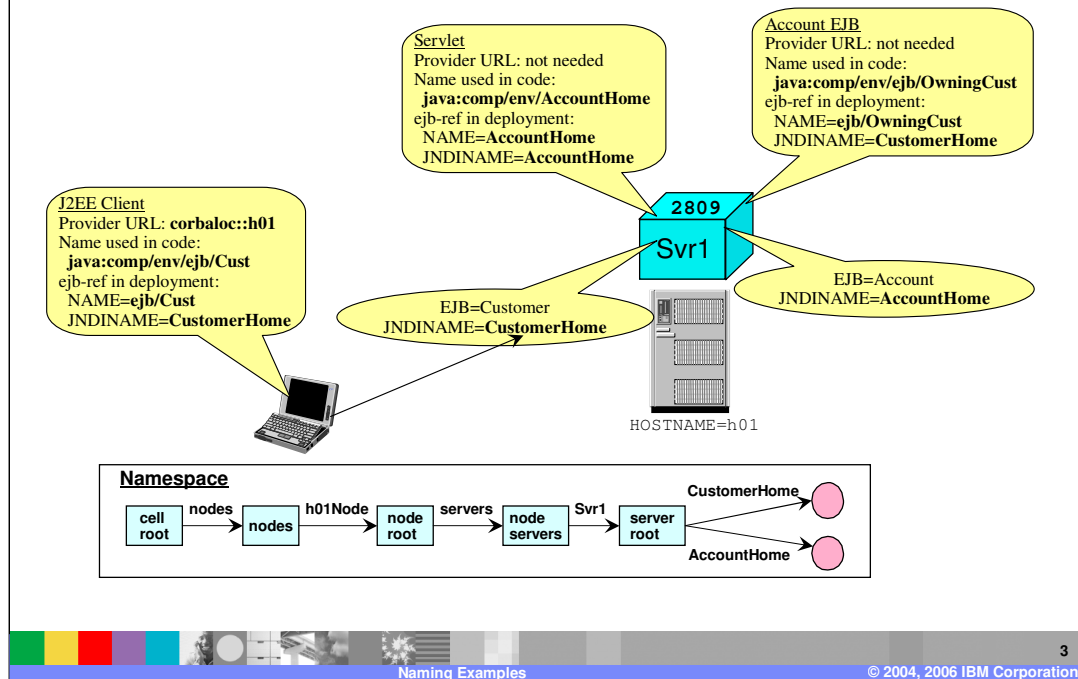 Servlet
Provider URL: not needed
Name used in code:
java:comp/env/AccountHome
ejb-ref in deployment:
NAME=AccountHome
JNDINAME=AccountHome
Account EJB
Provider URL: not needed
Name used in code:
java:comp/env/ejb/OwningCust
ejb-ref in deployment:
NAME=ejb/OwningCust
JNDINAME=CustomerHome
J2EE Client
Provider URL: corbaloc::h01
Name used in code:
java:comp/env/ejb/Cust
ejb-ref in deployment:
NAME=ejb/Cust
JNDINAME=CustomerHome
2809
Svr1
EJB=Customer
JNDINAME=CustomerHome
EJB=Account
JNDINAME=AccountHome
HOSTNAME=h01
Namespace
cell
root
nodes
nodes
h01Node
node
root
servers
node
servers
Svr1
server
root
CustomerHome
AccountHome
3
Naming Examples
© 2004, 2006 IBM Corporation